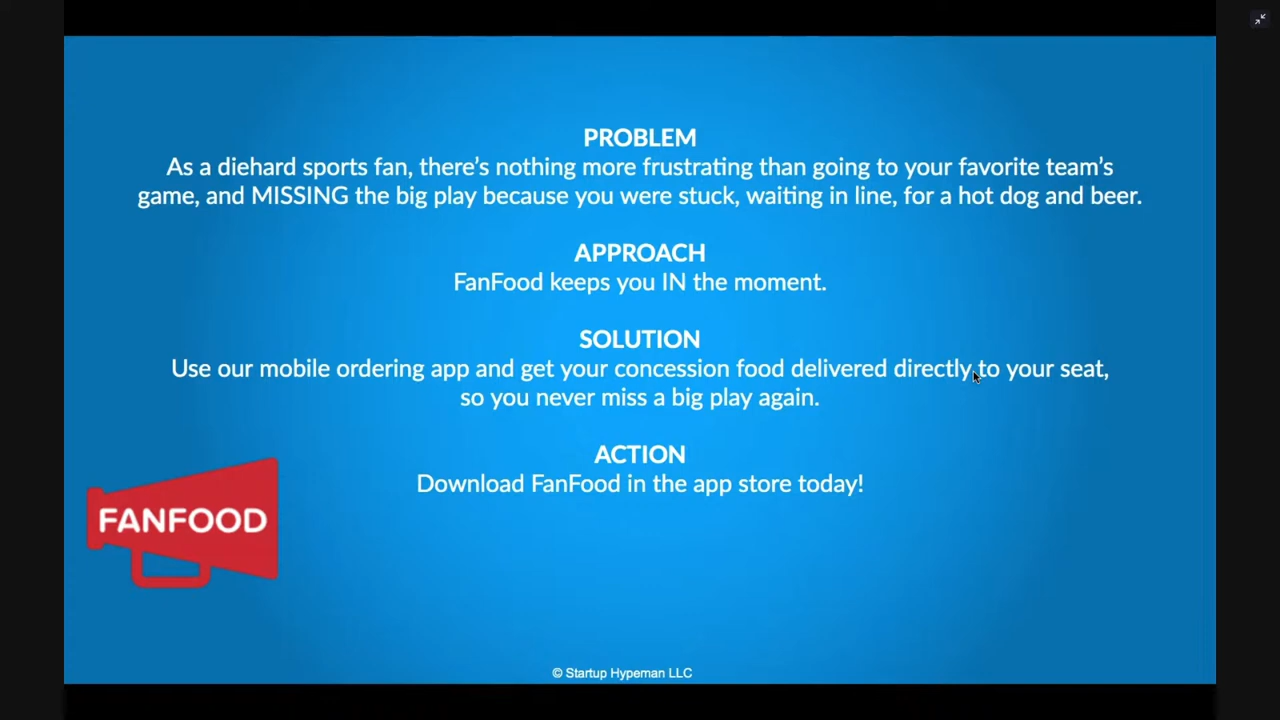 PROBLEM
As a diehard sports fan, there's nothing more frustrating than going to your favorite team's
game, and MISSING the big play because you were stuck, waiting in line, for a hot dog and beer.
APPROACH
FanFood keeps you IN the moment.
SOLUTION
Use our mobile ordering app and get your concession food delivered directly to your seat,
so you never miss a big play again.
ACTION
Download FanFood in the app store today!
FANFOOD
© Startup Hypeman LLC